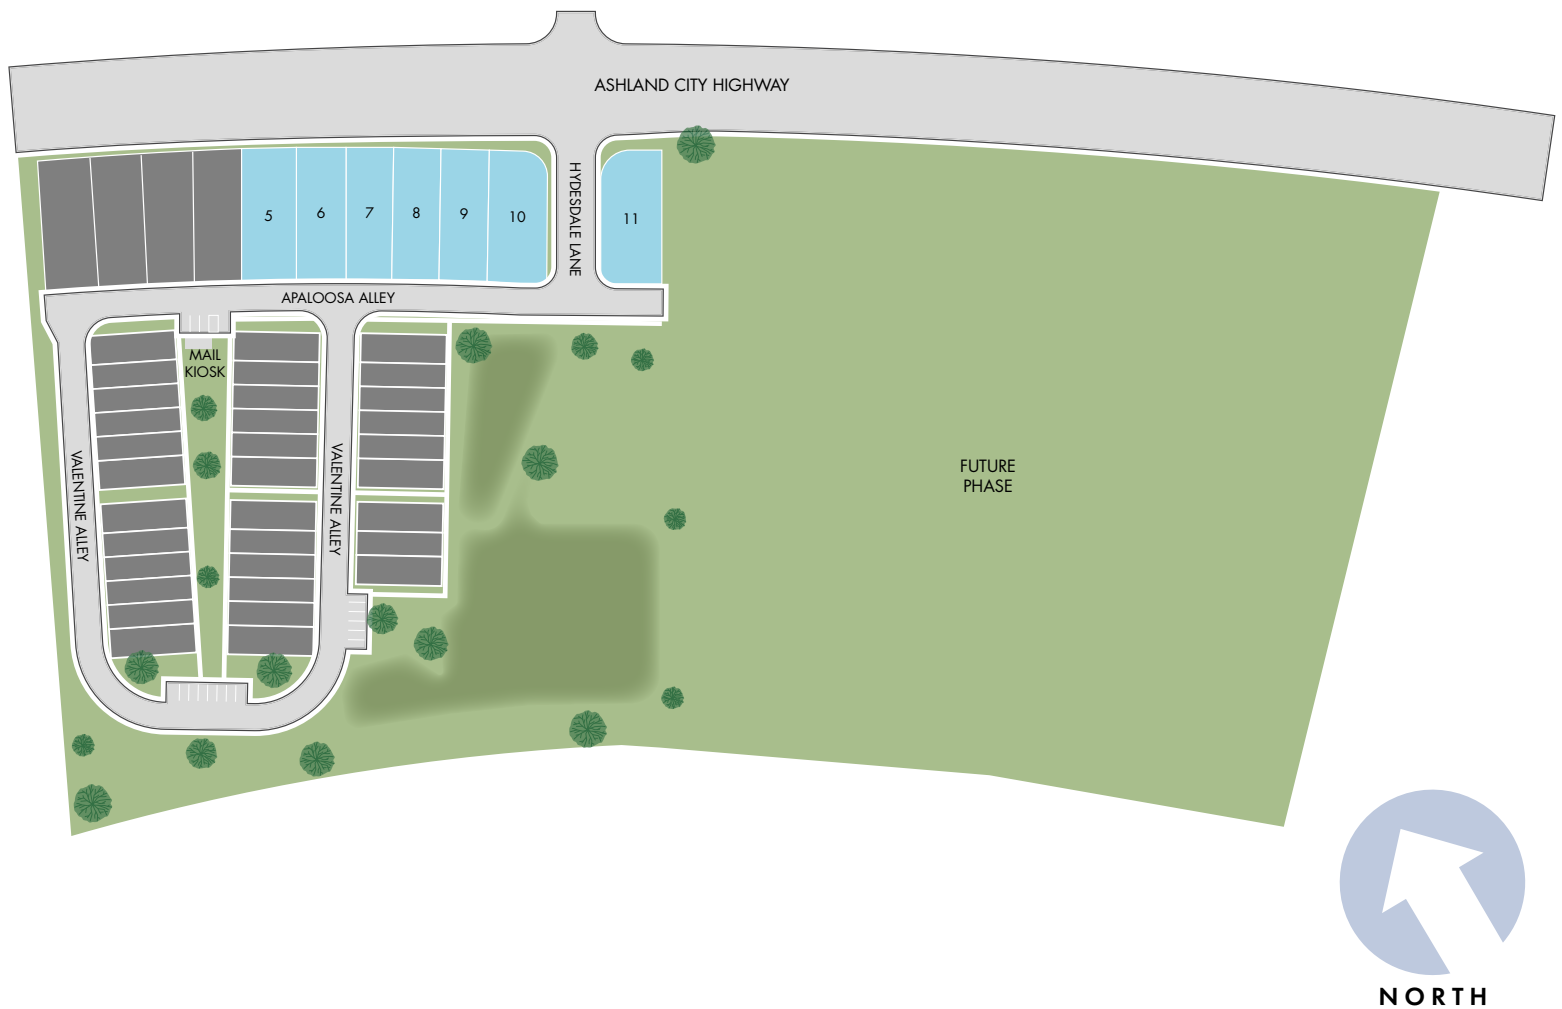 ASHLAND CITY HIGHWAY
HYDESDALE LANE
5
6
7
8
9
10
11
APALOOSA ALLEY
MAIL
KIOSK
VALENTINE ALLEY
VALENTINE ALLEY
FUTURE
PHASE
NORTH